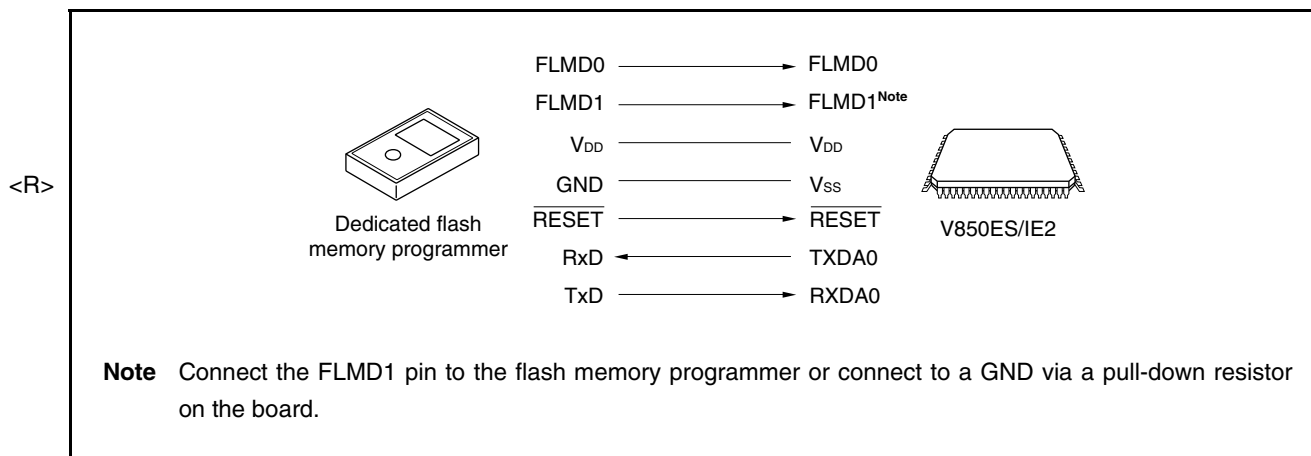 FLMD0 FLMD0
FLMD1 FLMD1Note
VDD VDD
<R> GND VSS
RESET RESET
Dedicated flash
memory programmer
V850ES/IE2
RxD TXDA0
TxD RXDA0
Note Connect the FLMD1 pin to the flash memory programmer or connect to a GND via a pull-down resistor
on the board.